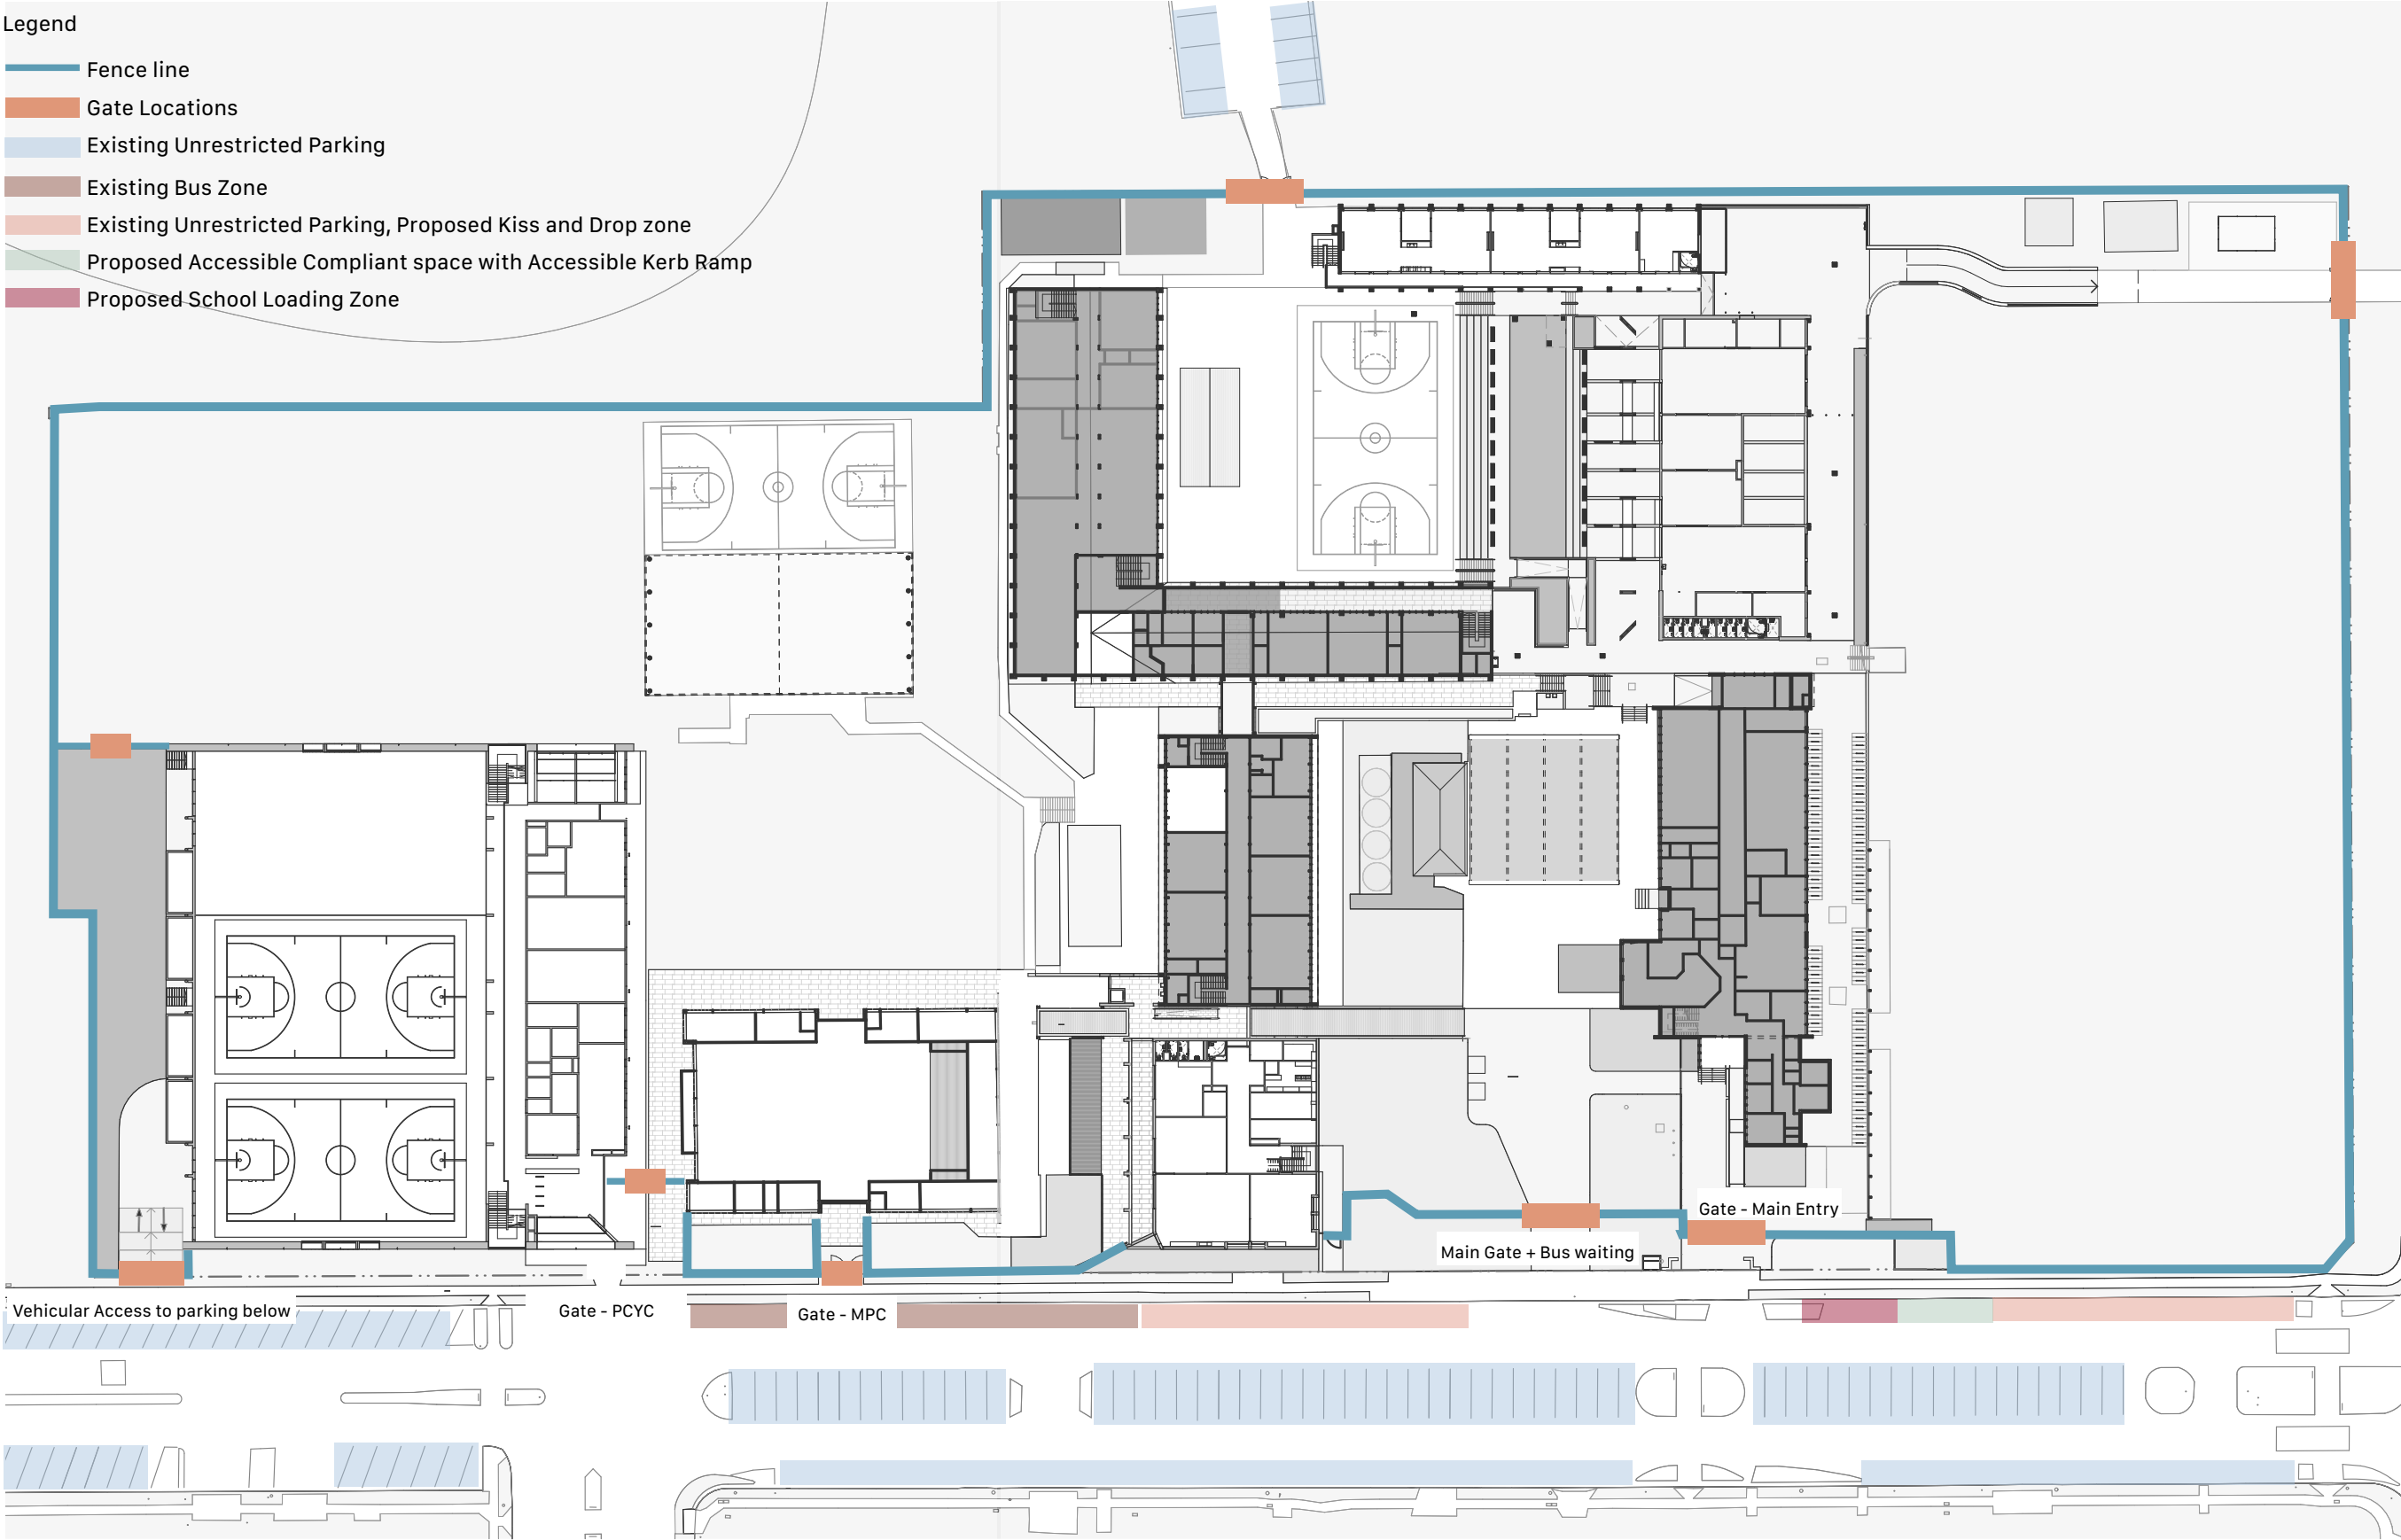 Legend
Fence line
Gate Locations
Existing Unrestricted Parking
Existing Bus Zone
Existing Unrestricted Parking, Proposed Kiss and Drop zone
Proposed Accessible Compliant space with Accessible Kerb Ramp
Proposed School Loading Zone
Gate - Main Entry
Main Gate + Bus waiting
Vehicular Access to parking below
Gate - PCYC
Gate - MPC